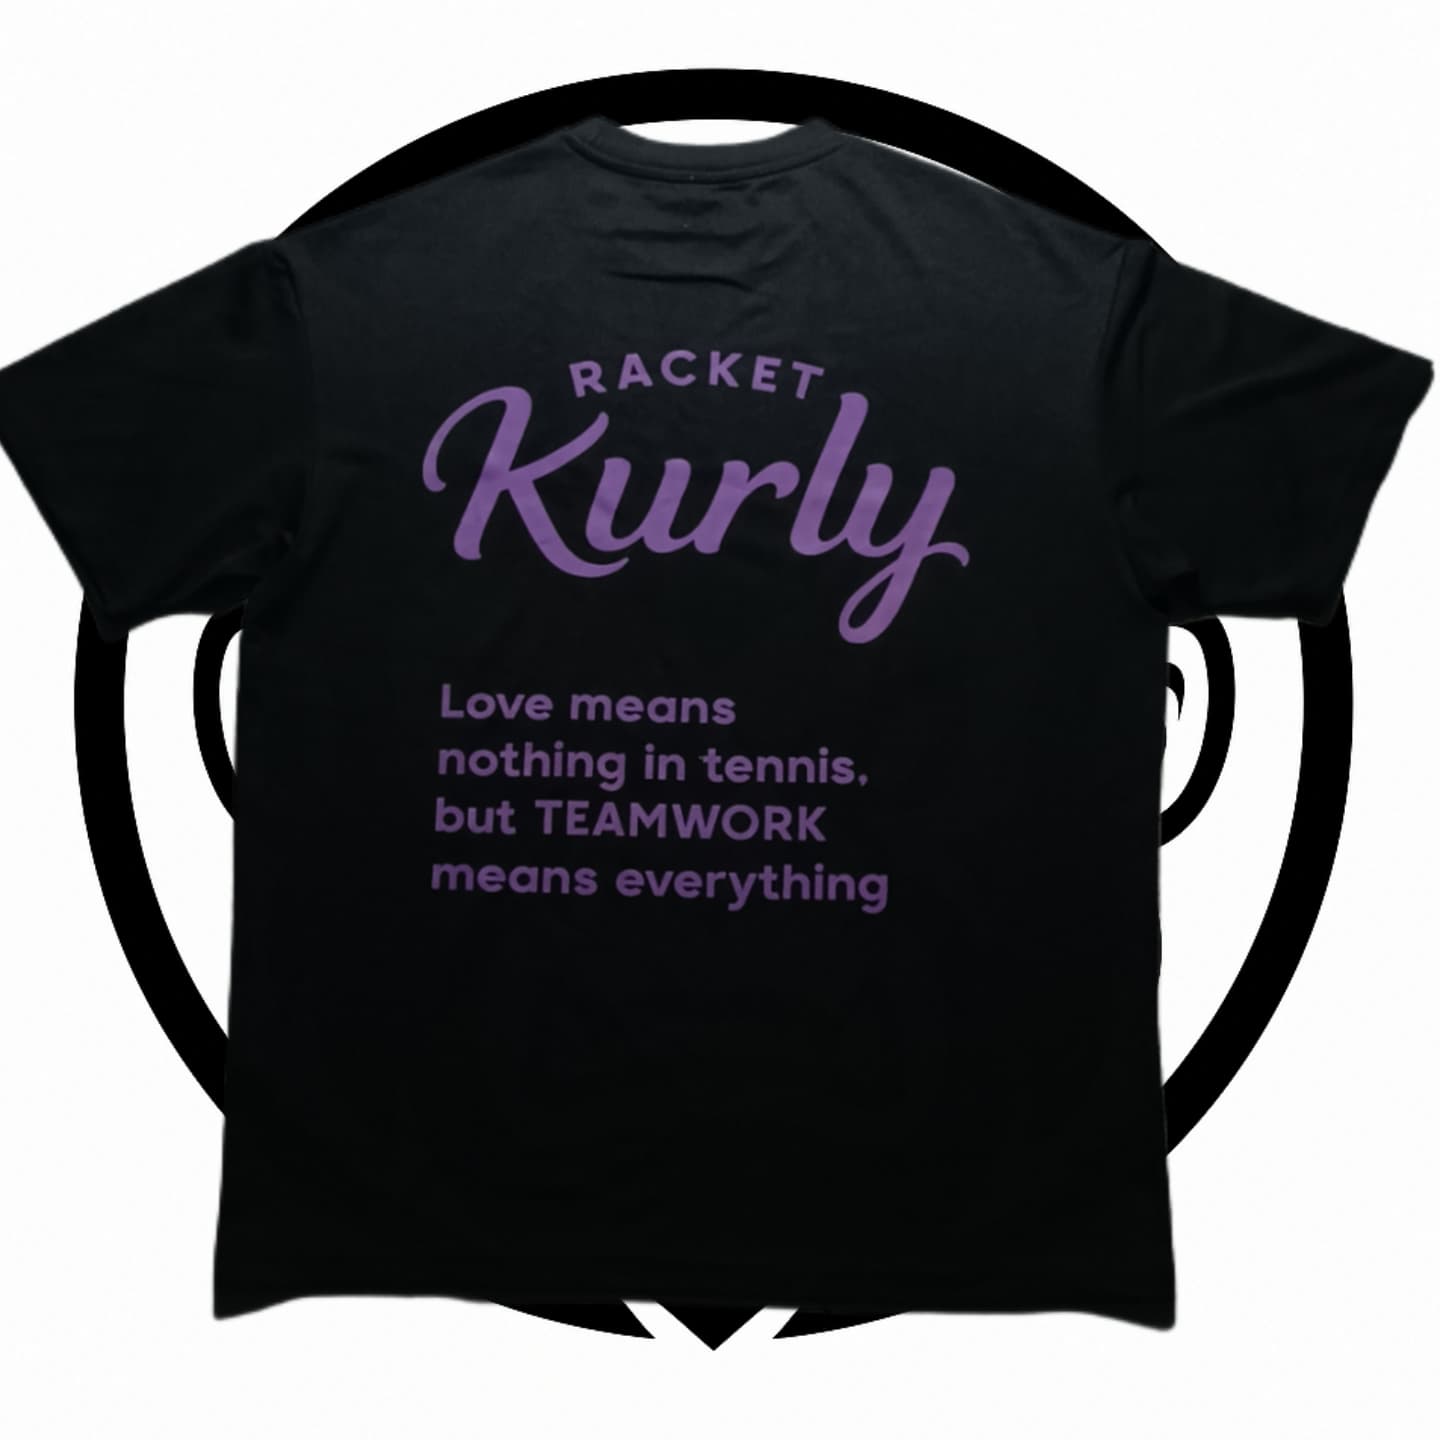 RACKET
Kurly
Love means
nothing in tennis,
but TEAMWORK
means everything